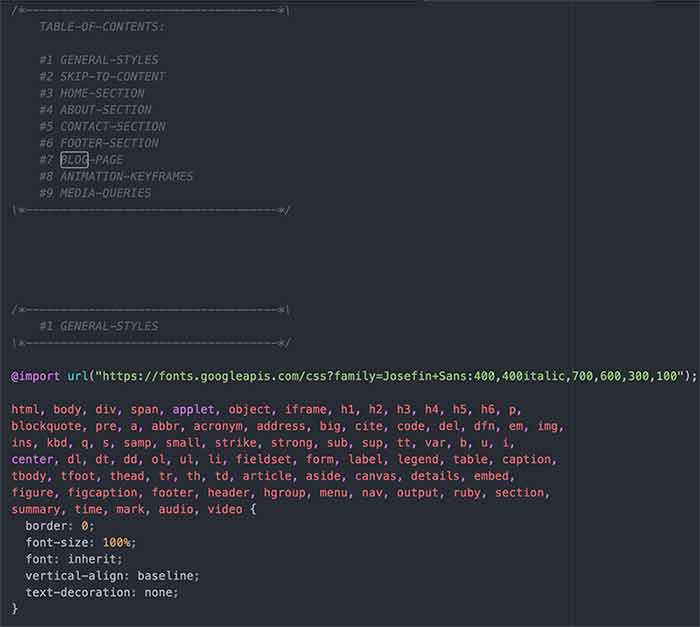 /*--------------------------------------*\
TABLE-OF-CONTENTS:
#1 GENERAL-STYLES
#2 SKIP-TO-CONTENT
#3 HOME-SECTION
#4 ABOUT-SECTION
#5 CONTACT-SECTION
#6 FOOTER-SECTION
#7 BLOG-PAGE
#8 ANIMATION-KEYFRAMES
#9 MEDIA-QUERIES
\*--------------------------------------*/
/*--------------------------------------*\
#1 GENERAL-STYLES
\*--------------------------------------*/
@import url("https://fonts.googleapis.com/css?family=Josefin+Sans:400,400italic,700,600,300,100");
html, body, div, span, applet, object, iframe, h1, h2, h3, h4, h5, h6, p,
blockquote, pre, a, abbr, acronym, address, big, cite, code, del, dfn, em, img,
ins, kbd, q, s, samp, small, strike, strong, sub, sup, tt, var, b, u, i,
center, dl, dt, dd, ol, ul, li, fieldset, form, label, legend, table, caption,
tbody, tfoot, thead, tr, th, td, article, aside, canvas, details, embed,
figure, figcaption, footer, header, hgroup, menu, nav, output, ruby, section,
summary, time, mark, audio, video {
border: 0;
font-size: 100%;
font: inherit;
vertical-align: baseline;
text-decoration: none;
}